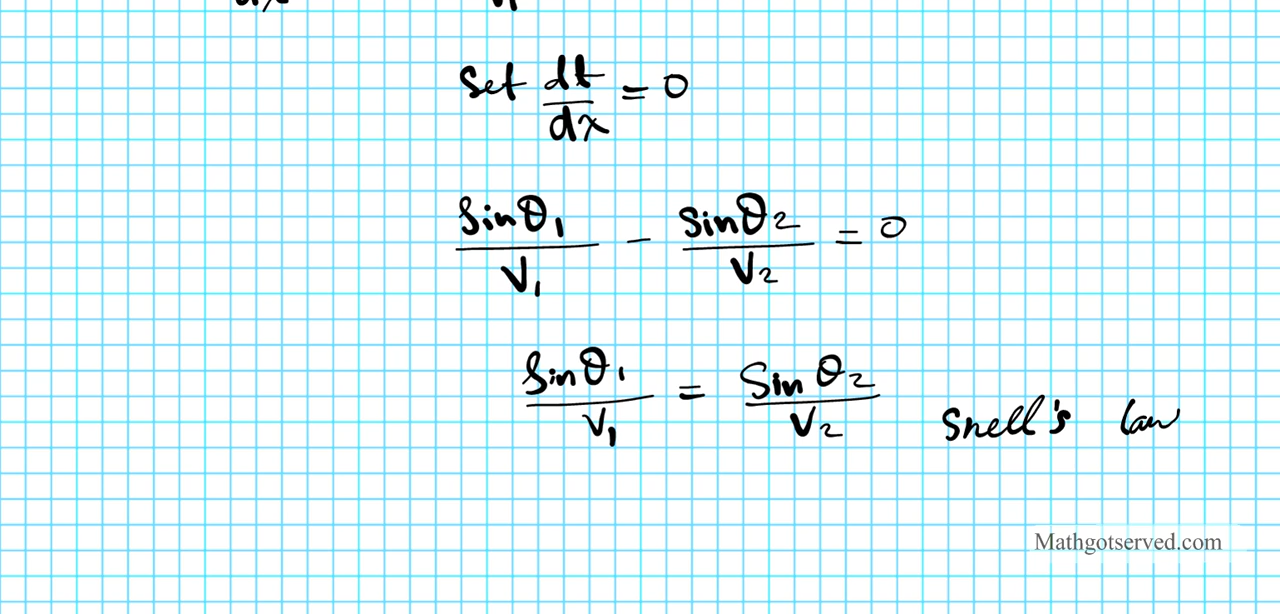 Set dt/dx = 0
sinθ₁/V₁ - sinθ₂/V₂ = 0
sinθ₁/V₁ = sinθ₂/V₂ Snell's law
Mathgotserved.com